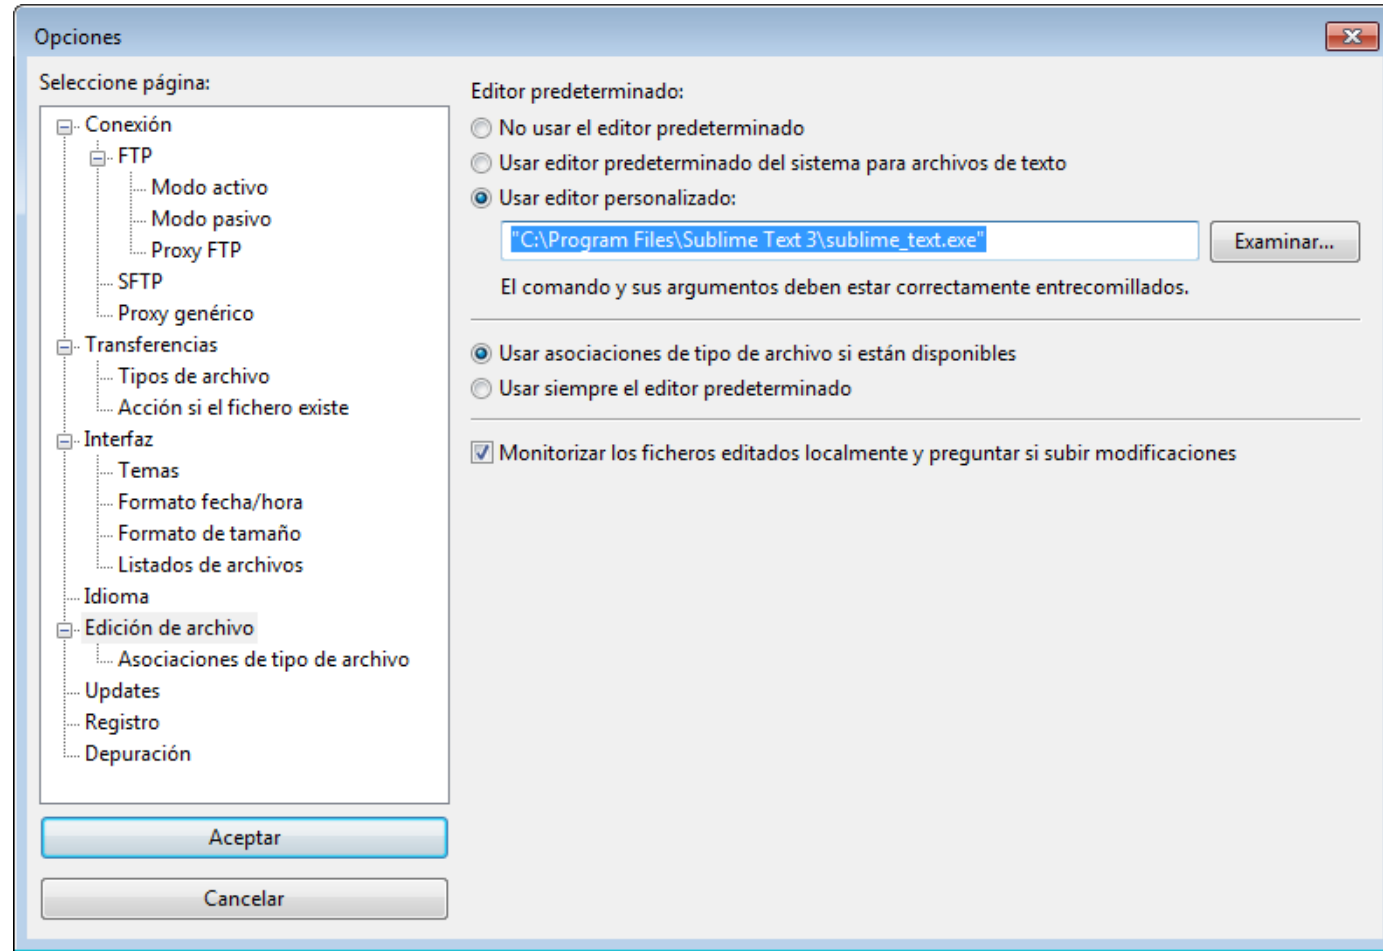 Opciones
Seleccione página:
Conexión
FTP
Modo activo
Modo pasivo
Proxy FTP
SFTP
Proxy genérico
Transferencias
Tipos de archivo
Acción si el fichero existe
Interfaz
Temas
Formato fecha/hora
Formato de tamaño
Listados de archivos
Idioma
Edición de archivo
Asociaciones de tipo de archivo
Updates
Registro
Depuración
Aceptar
Cancelar
Editor predeterminado:
No usar el editor predeterminado
Usar editor predeterminado del sistema para archivos de texto
Usar editor personalizado:
"C:\Program Files\Sublime Text 3\sublime_text.exe"
Examinar...
El comando y sus argumentos deben estar correctamente entrecomillados.
Usar asociaciones de tipo de archivo si están disponibles
Usar siempre el editor predeterminado
Monitorizar los ficheros editados localmente y preguntar si subir modificaciones